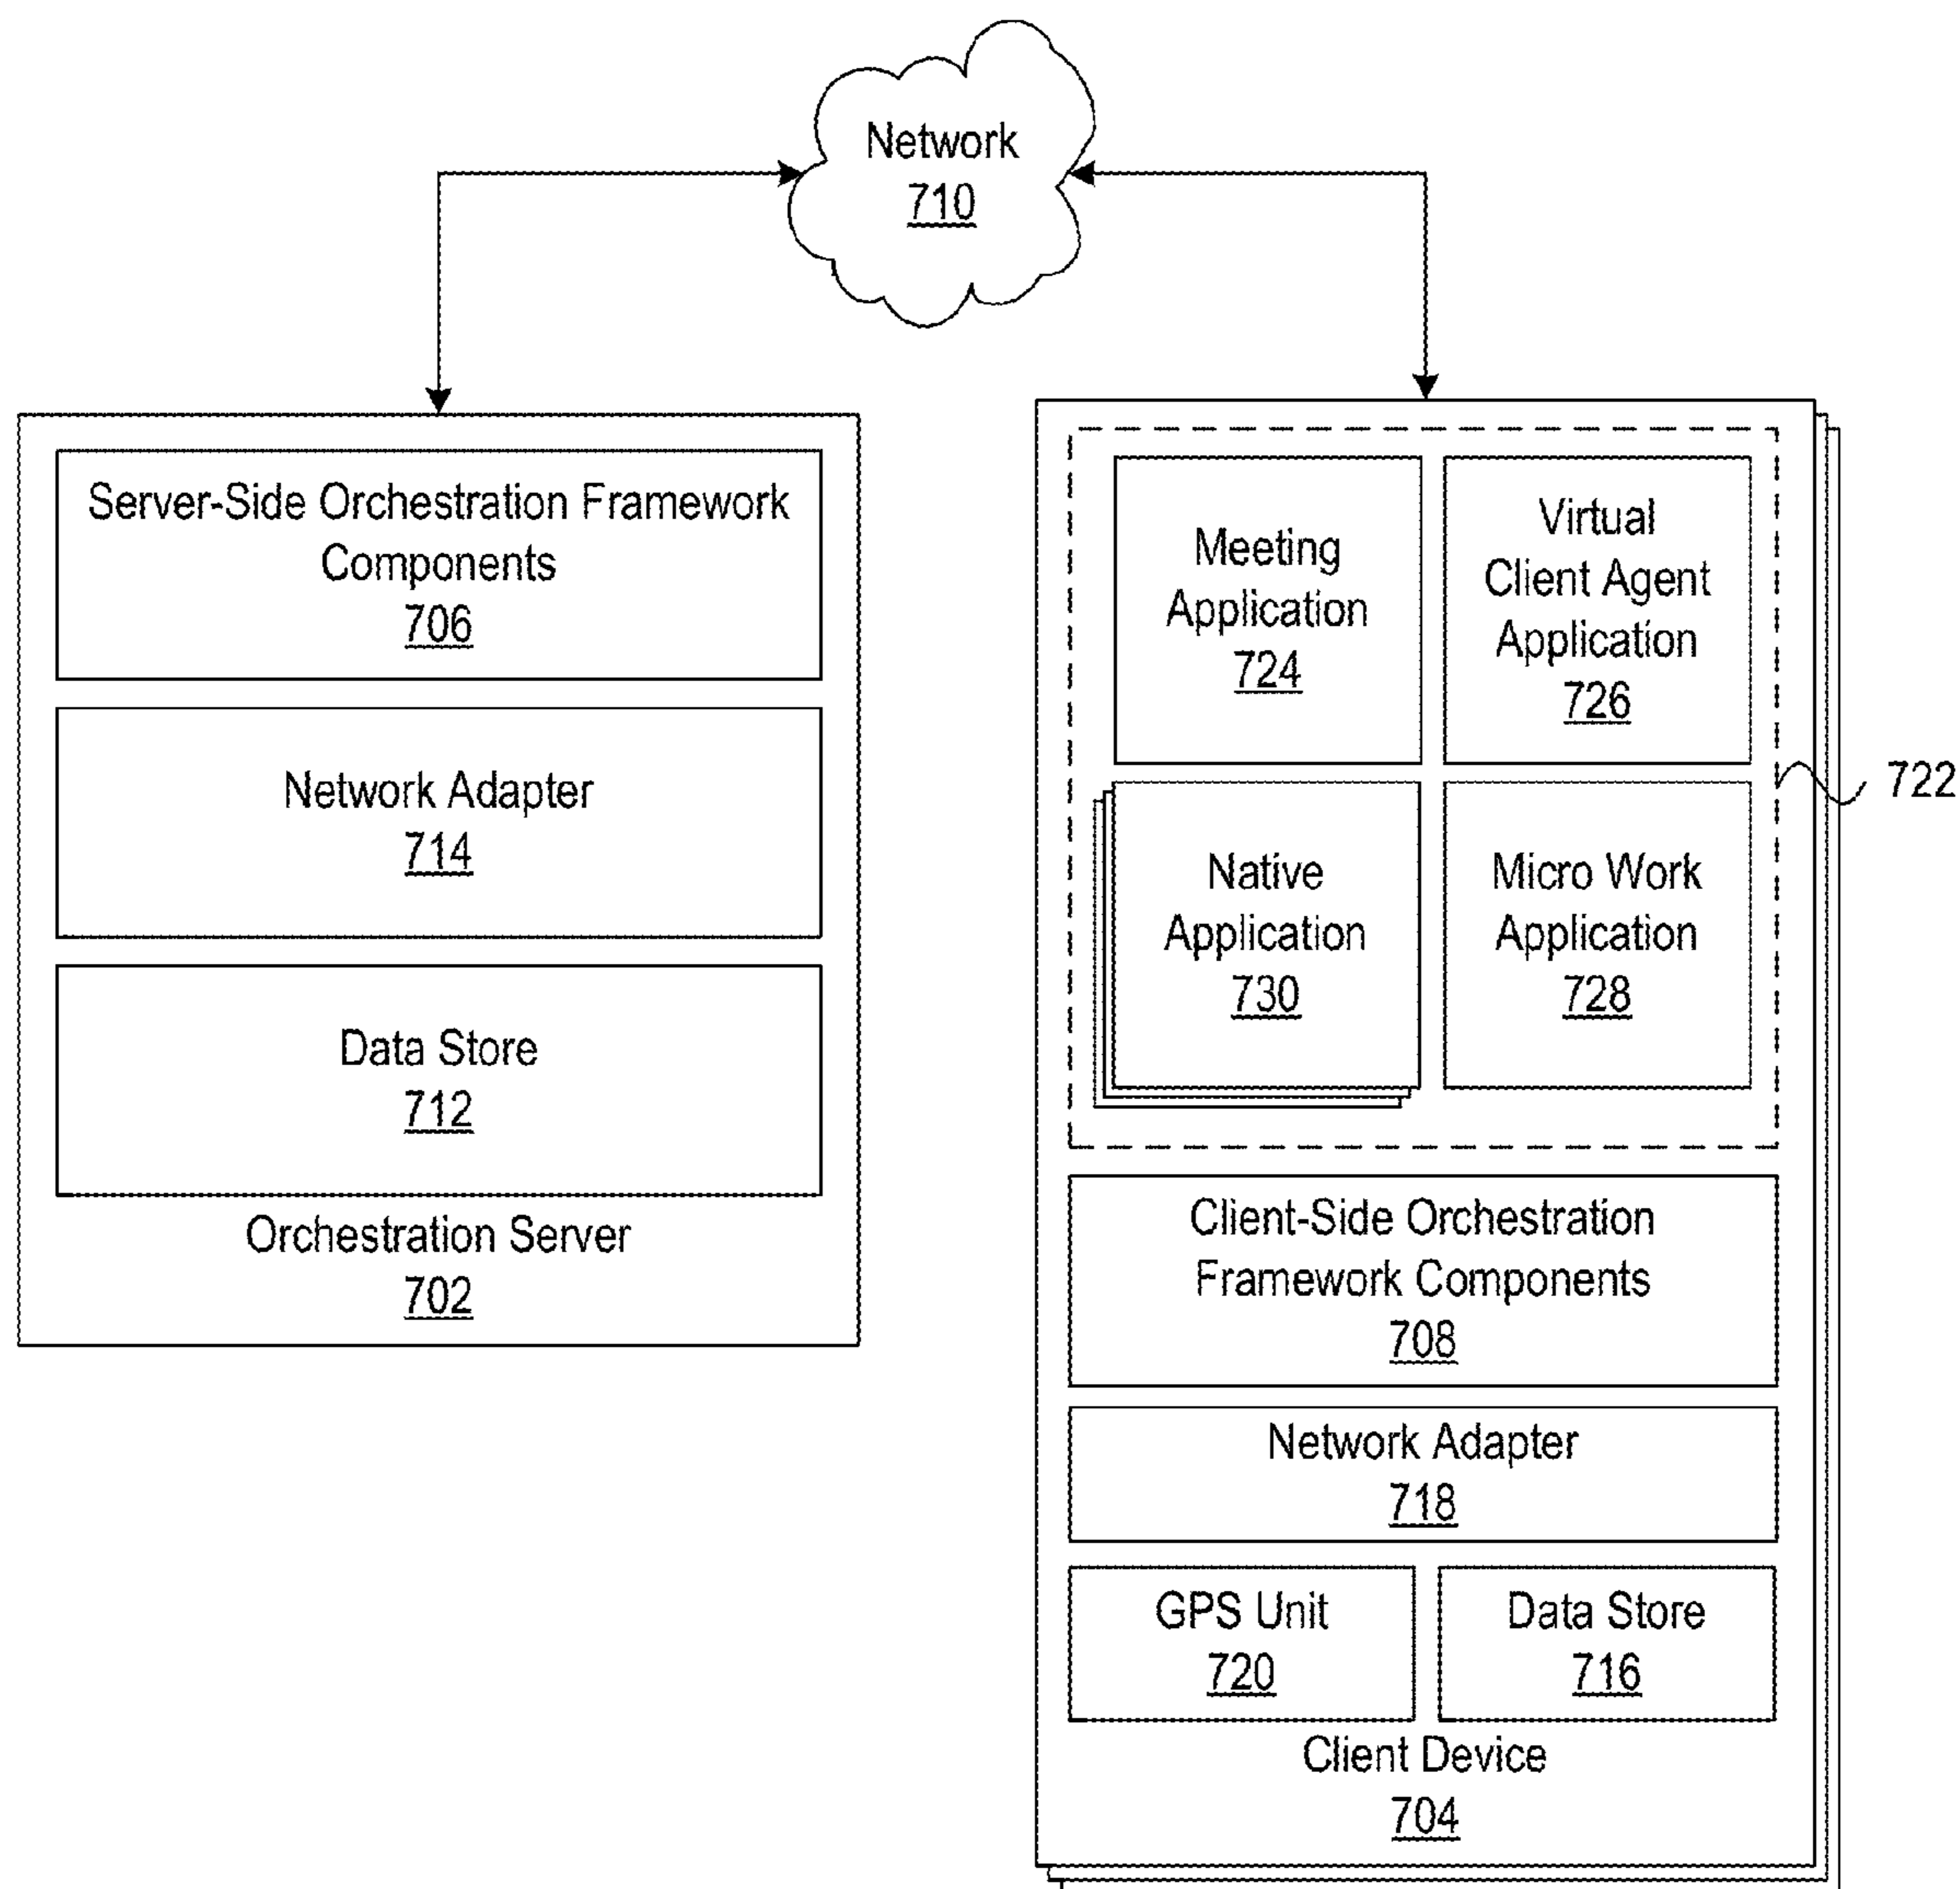 Network
710
Server-Side Orchestration Framework
Components
706
Network Adapter
714
Data Store
712
Orchestration Server
702
Meeting
Application
724
Virtual
Client Agent
Application
726
Native
Application
730
Micro Work
Application
728
722
Client-Side Orchestration
Framework Components
708
Network Adapter
718
GPS Unit
720
Data Store
716
Client Device
704